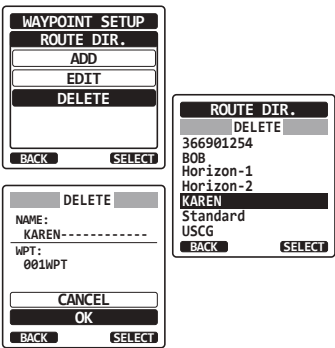 WAYPOINT SETUP
ROUTE DIR.
ADD
EDIT
DELETE
BACK SELECT
ROUTE DIR.
DELETE
366901254
BOB
Horizon-1
Horizon-2
KAREN
Standard
USCG
BACK SELECT
DELETE
NAME:
KAREN------------
WPT:
001WPT
CANCEL
OK
BACK SELECT